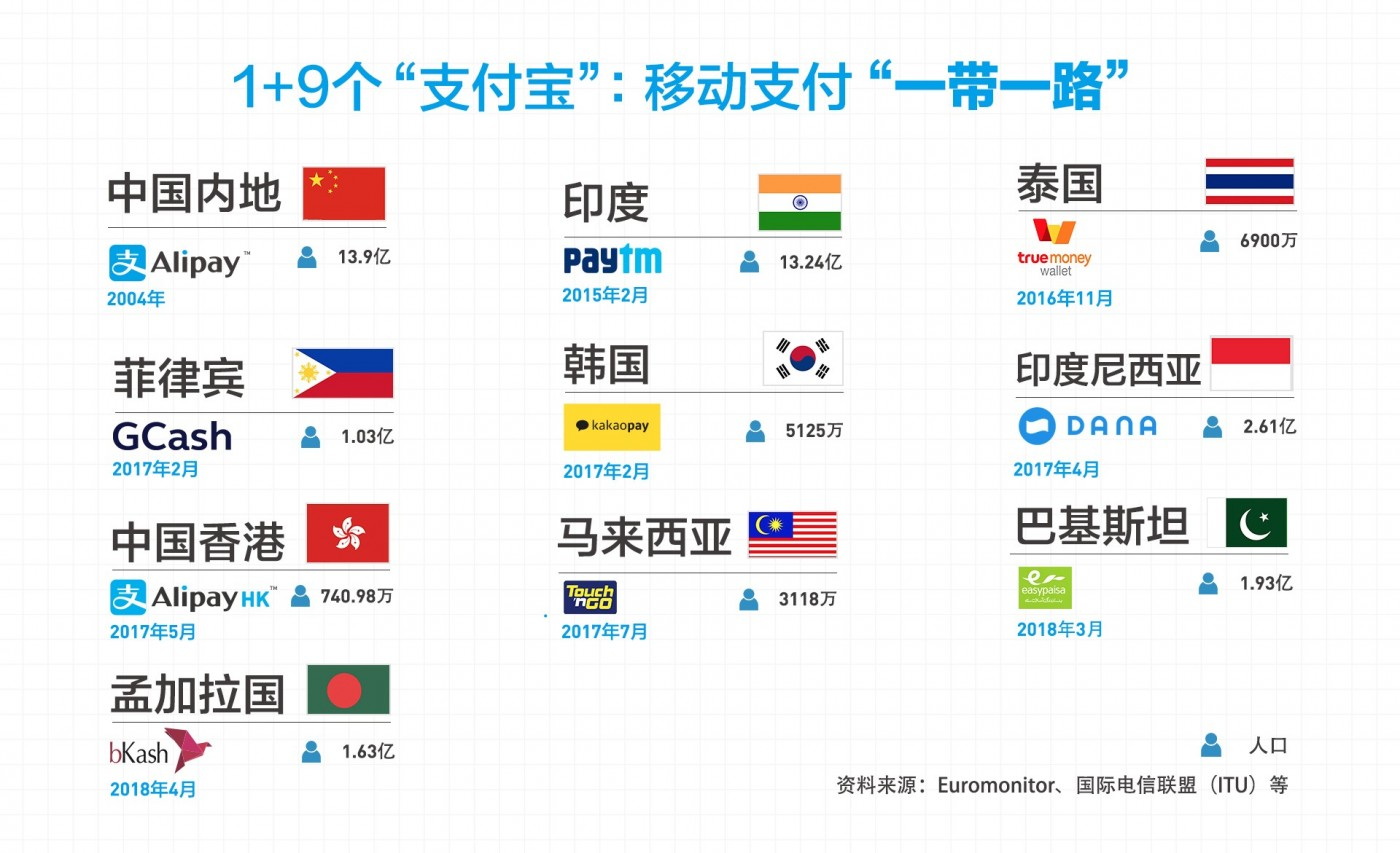 1+9个“支付宝”：移动支付“一带一路”
中国内地
支 Alipay™ 13.9亿
2004年
印度
paytm 13.24亿
2015年2月
泰国
true money
wallet
6900万
2016年11月
菲律宾
GCash 1.03亿
2017年2月
韩国
kakaopay 5125万
2017年2月
印度尼西亚
DANA 2.61亿
2017年4月
中国香港
支 Alipay HK™ 740.98万
2017年5月
马来西亚
Touch
'nGO
3118万
2017年7月
巴基斯坦
easypaisa
1.93亿
2018年3月
孟加拉国
bKash 1.63亿
2018年4月
人口
资料来源：Euromonitor、国际电信联盟（ITU）等